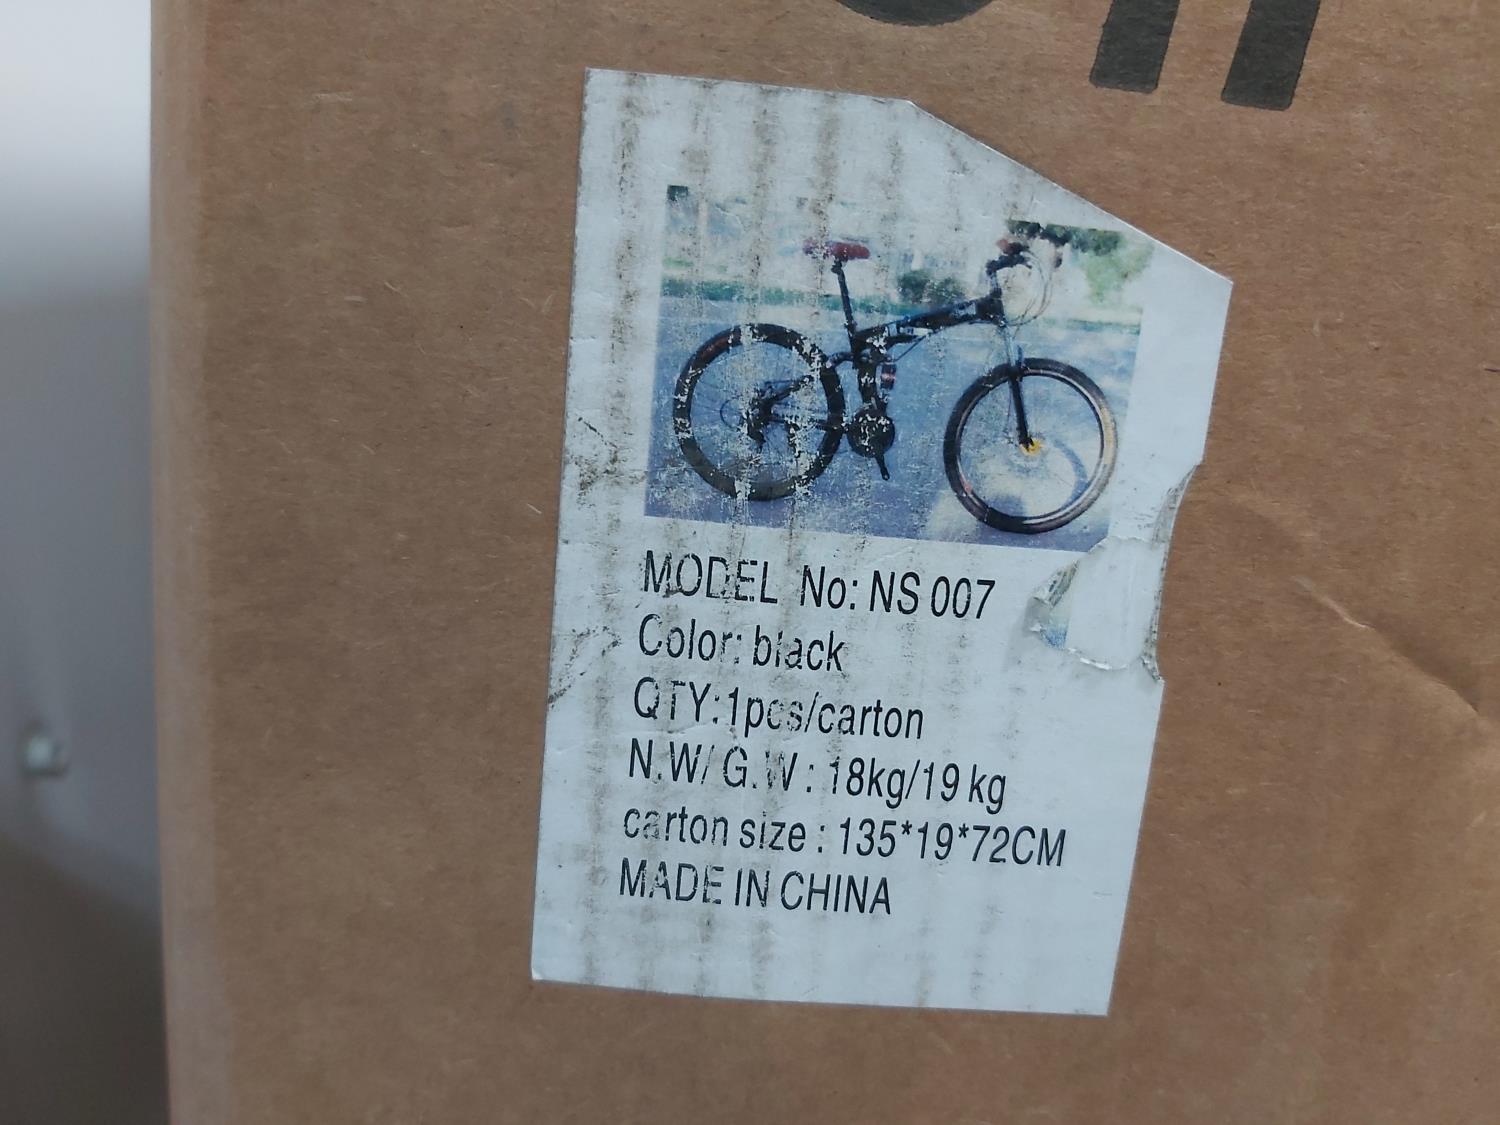 MODEL No: NS 007
Color: black
QTY:1pcs/carton
N.W/ G.W : 18kg/19 kg
carton size : 135*19*72CM
MADE IN CHINA